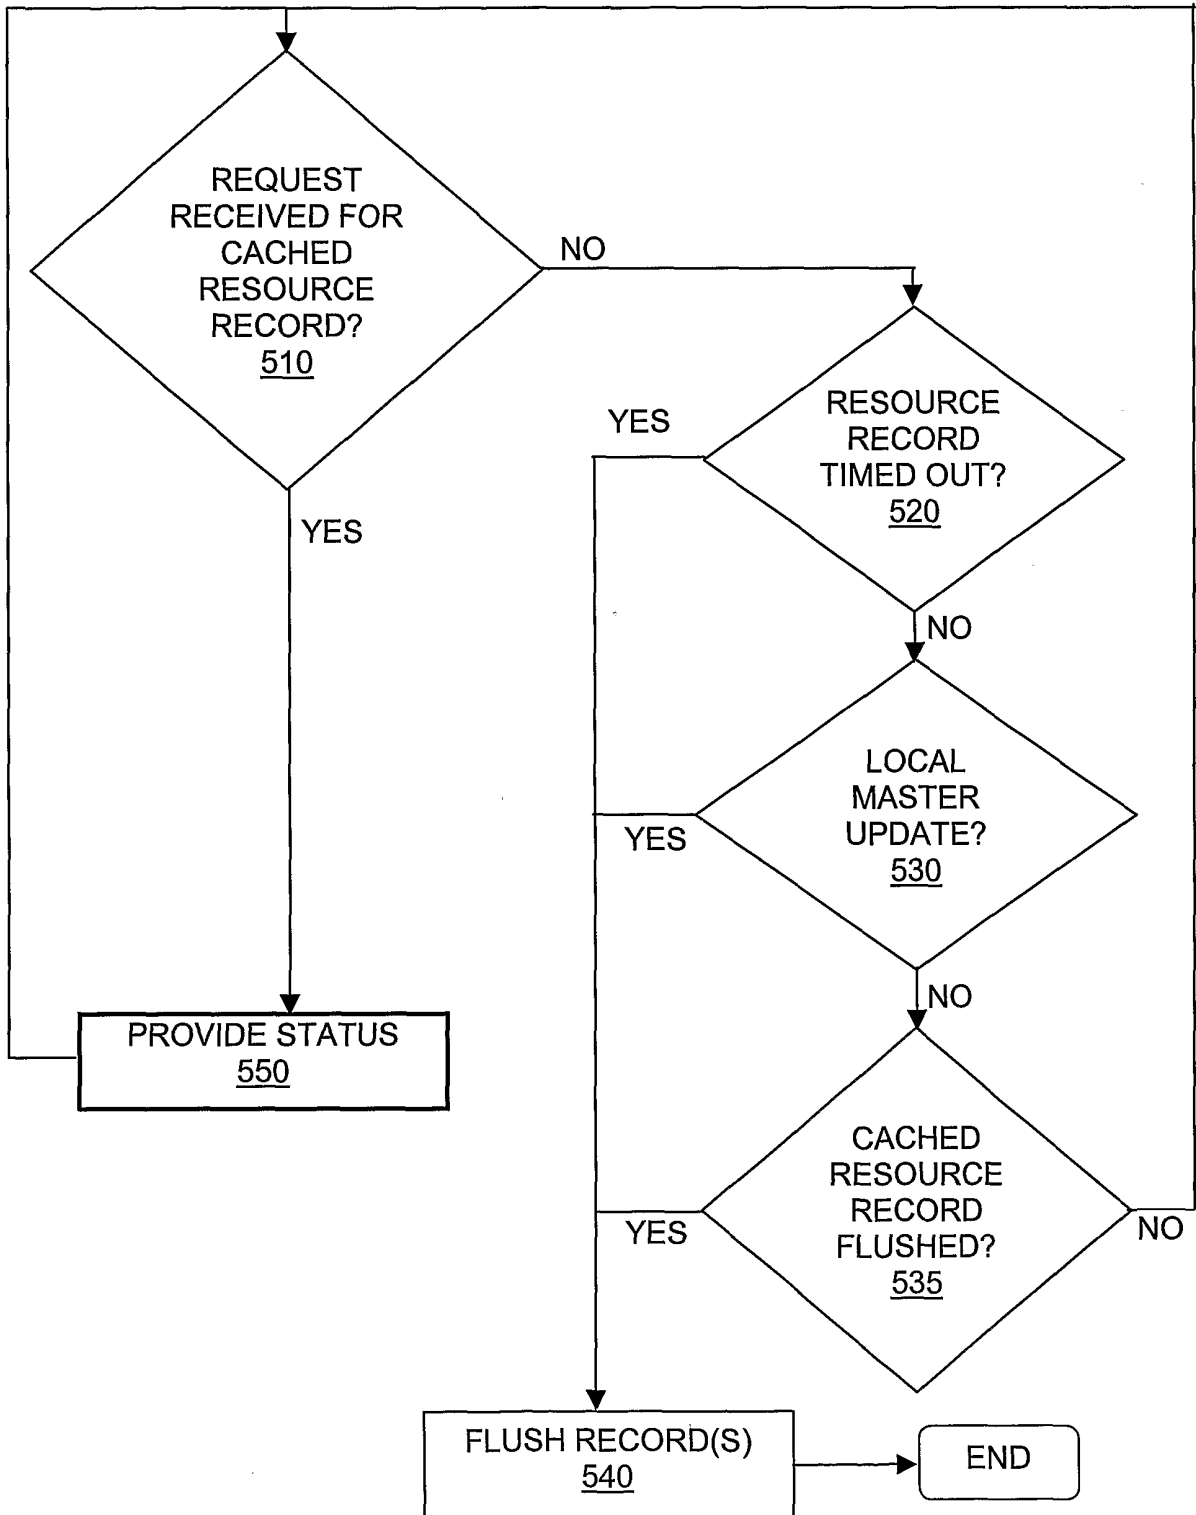 REQUEST
RECEIVED FOR
CACHED
RESOURCE
RECORD?
510
NO
YES
RESOURCE
RECORD
TIMED OUT?
520
YES
NO
LOCAL
MASTER
UPDATE?
530
YES
NO
PROVIDE STATUS
550
CACHED
RESOURCE
RECORD
FLUSHED?
535
YES
NO
FLUSH RECORD(S)
540
END